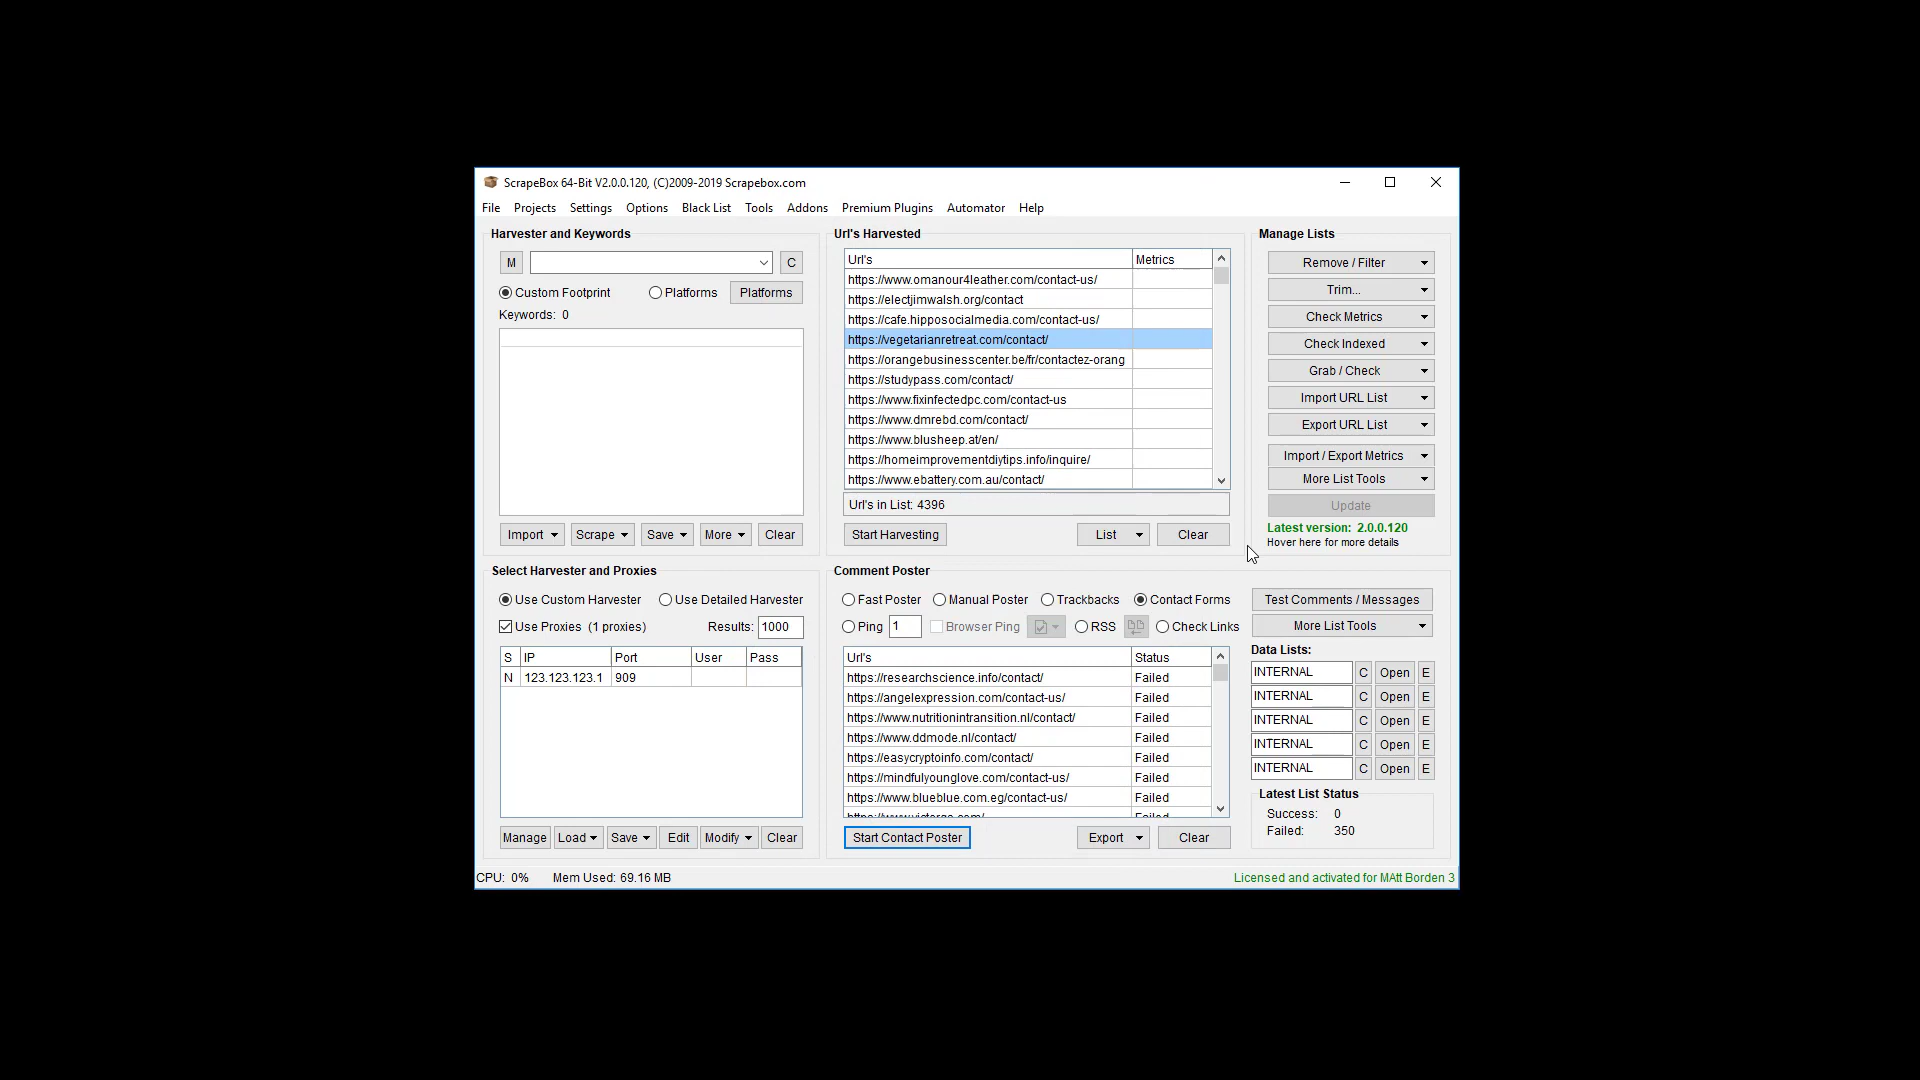 ScrapeBox 64-Bit V2.0.0.120, (C)2009-2019 Scrapebox.com
File Projects Settings Options Black List Tools Addons Premium Plugins Automator Help
Harvester and Keywords
M C
Custom Footprint Platforms Platforms
Keywords: 0
Import Scrape Save More Clear
Url's Harvested
Url's Metrics
https://www.omanour4leather.com/contact-us/
https://electjimwalsh.org/contact
https://cafe.hipposocialmedia.com/contact-us/
https://vegetarianretreat.com/contact/
https://orangebusinesscenter.be/fr/contactez-orang
https://studypass.com/contact/
https://www.fixinfectedpc.com/contact-us
https://www.dmrebd.com/contact/
https://www.blusheep.at/en/
https://homeimprovementdiytips.info/inquire/
https://www.ebattery.com.au/contact/
Url's in List: 4396
Start Harvesting List Clear
Manage Lists
Remove / Filter
Trim...
Check Metrics
Check Indexed
Grab / Check
Import URL List
Export URL List
Import / Export Metrics
More List Tools
Update
Latest version: 2.0.0.120
Hover here for more details
Select Harvester and Proxies
Use Custom Harvester Use Detailed Harvester
Use Proxies (1 proxies) Results: 1000
S IP Port User Pass
N 123.123.123.1 909
Manage Load Save Edit Modify Clear
Comment Poster
Fast Poster Manual Poster Trackbacks Contact Forms
Ping 1 Browser Ping RSS Check Links
Url's Status
https://researchscience.info/contact/ Failed
https://angelexpression.com/contact-us/ Failed
https://www.nutritionintransition.nl/contact/ Failed
https://www.ddmode.nl/contact/ Failed
https://easycryptoinfo.com/contact/ Failed
https://mindfulyounglove.com/contact-us/ Failed
https://www.blueblue.com.eg/contact-us/ Failed
Start Contact Poster Export Clear
Test Comments / Messages
More List Tools
Data Lists:
INTERNAL C Open E
INTERNAL C Open E
INTERNAL C Open E
INTERNAL C Open E
INTERNAL C Open E
Latest List Status
Success: 0
Failed: 350
CPU: 0% Mem Used: 69.16 MB Licensed and activated for MAtt Borden 3